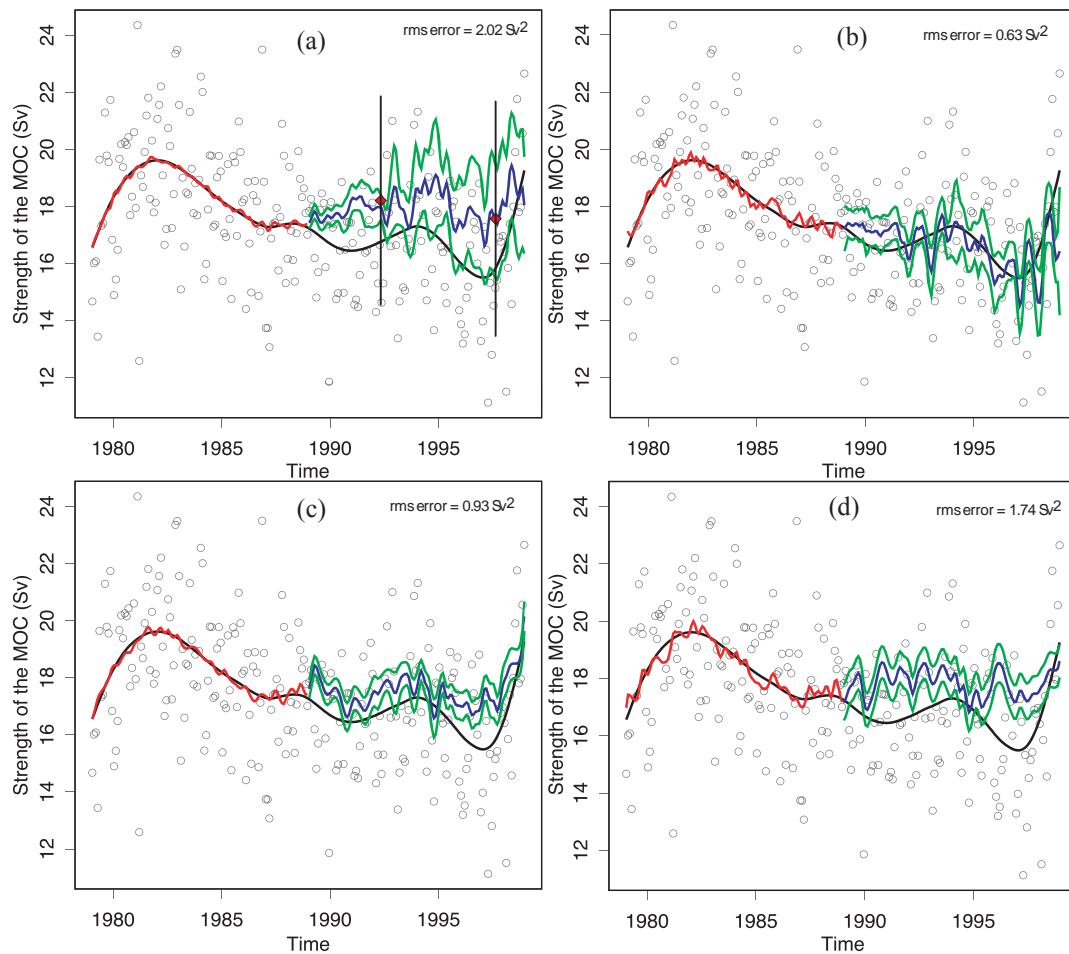 (a)
rms error = 2.02 Sv2
Strength of the MOC (Sv)
24
22
20
18
16
14
12
1980
1985
1990
1995
Time
(b)
rms error = 0.63 Sv2
Strength of the MOC (Sv)
24
22
20
18
16
14
12
1980
1985
1990
1995
Time
(c)
rms error = 0.93 Sv2
Strength of the MOC (Sv)
24
22
20
18
16
14
12
1980
1985
1990
1995
Time
(d)
rms error = 1.74 Sv2
Strength of the MOC (Sv)
24
22
20
18
16
14
12
1980
1985
1990
1995
Time